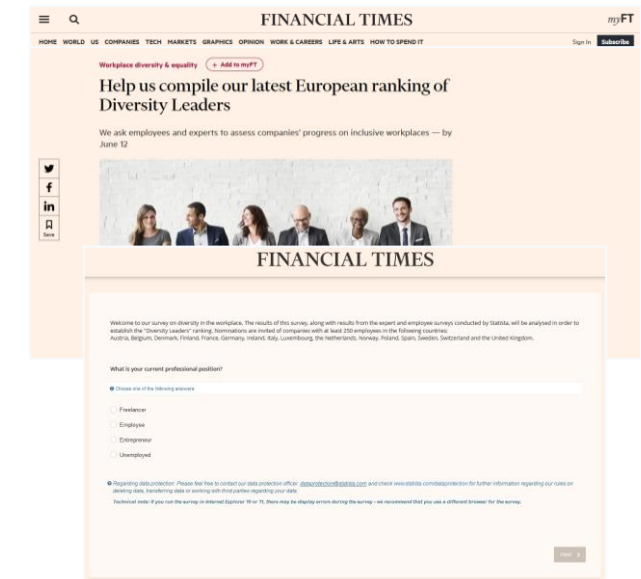 FINANCIAL TIMES
myFT
HOME WORLD US COMPANIES TECH MARKETS GRAPHICS OPINION WORK & CAREERS LIFE & ARTS HOW TO SPEND IT
Sign In Subscribe
Workplace diversity & equality + Add to myFT
Help us compile our latest European ranking of
Diversity Leaders
We ask employees and experts to assess companies' progress on inclusive workplaces — by
June 12
Save
FINANCIAL TIMES
Welcome to our survey on diversity in the workplace. The results of this survey, along with results from the expert and employee surveys conducted by Statista, will be analysed in order to
establish the "Diversity Leaders" ranking. Nominations are invited of companies with at least 250 employees in the following countries:
Austria, Belgium, Denmark, Finland, France, Germany, Ireland, Italy, Luxembourg, the Netherlands, Norway, Poland, Spain, Sweden, Switzerland and the United Kingdom.
What is your current professional position?
Choose one of the following answers
Freelancer
Employee
Entrepreneur
Unemployed
Regarding data protection: Please feel free to contact our data protection officer: dataprotection@statista.com and check www.statista.com/dataprotection for further information regarding our rules on
deleting data, transferring data or working with third parties regarding your data.
Technical note: If you run the survey in Internet Explorer 10 or 11, there may be display errors during the survey - we recommend that you use a different browser for the survey.
Next